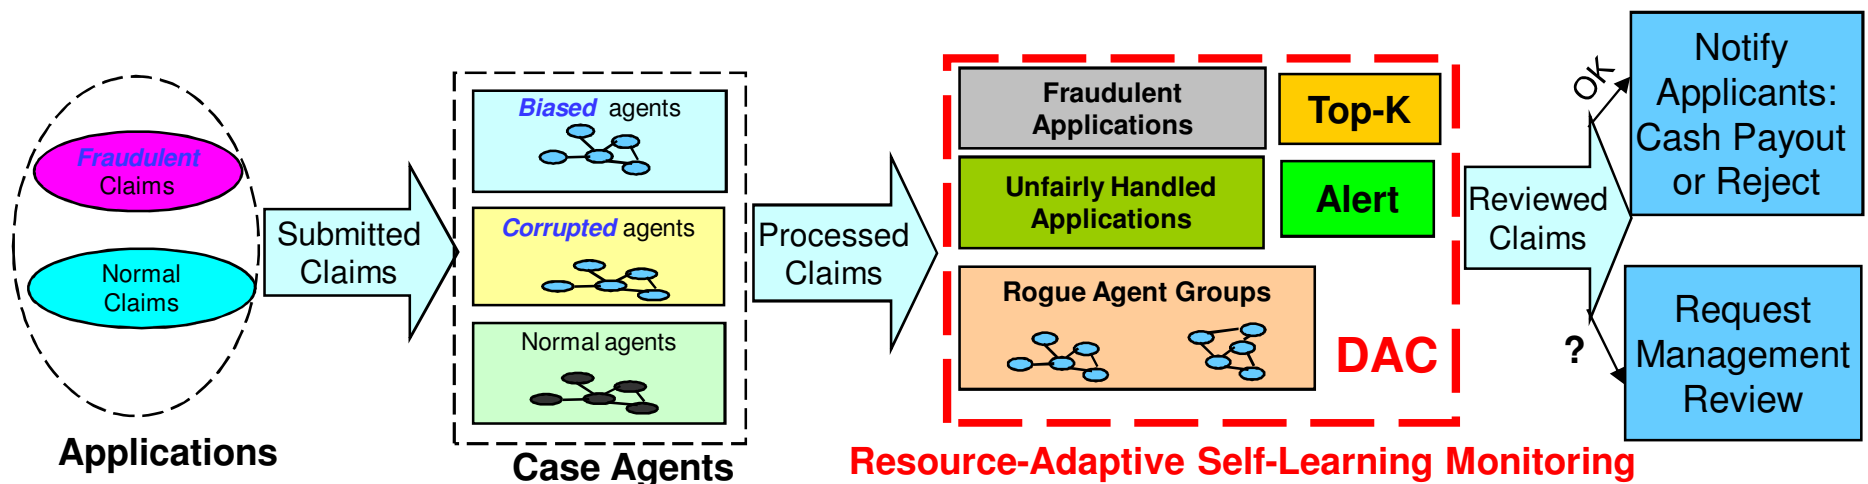 Fraudulent
Claims
Normal
Claims
Applications
Submitted
Claims
Biased agents
Corrupted agents
Normal agents
Case Agents
Processed
Claims
Fraudulent
Applications
Top-K
Unfairly Handled
Applications
Alert
Rogue Agent Groups
DAC
Resource-Adaptive Self-Learning Monitoring
Reviewed
Claims
OK
?
Notify
Applicants:
Cash Payout
or Reject
Request
Management
Review